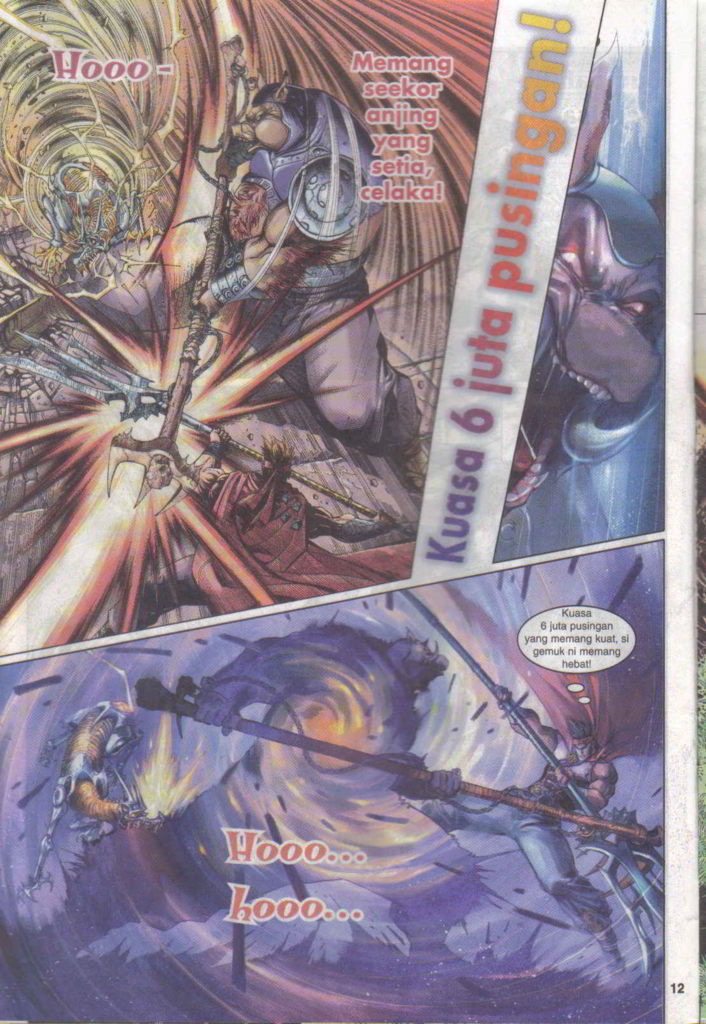 Hooo -
Memang
seekor
anjing
yang
setia,
celaka!
Kuasa 6 juta pusingan!
Kuasa
6 juta pusingan
yang memang kuat, si
gemuk ni memang
hebat!
Hooo...
hooo...
12